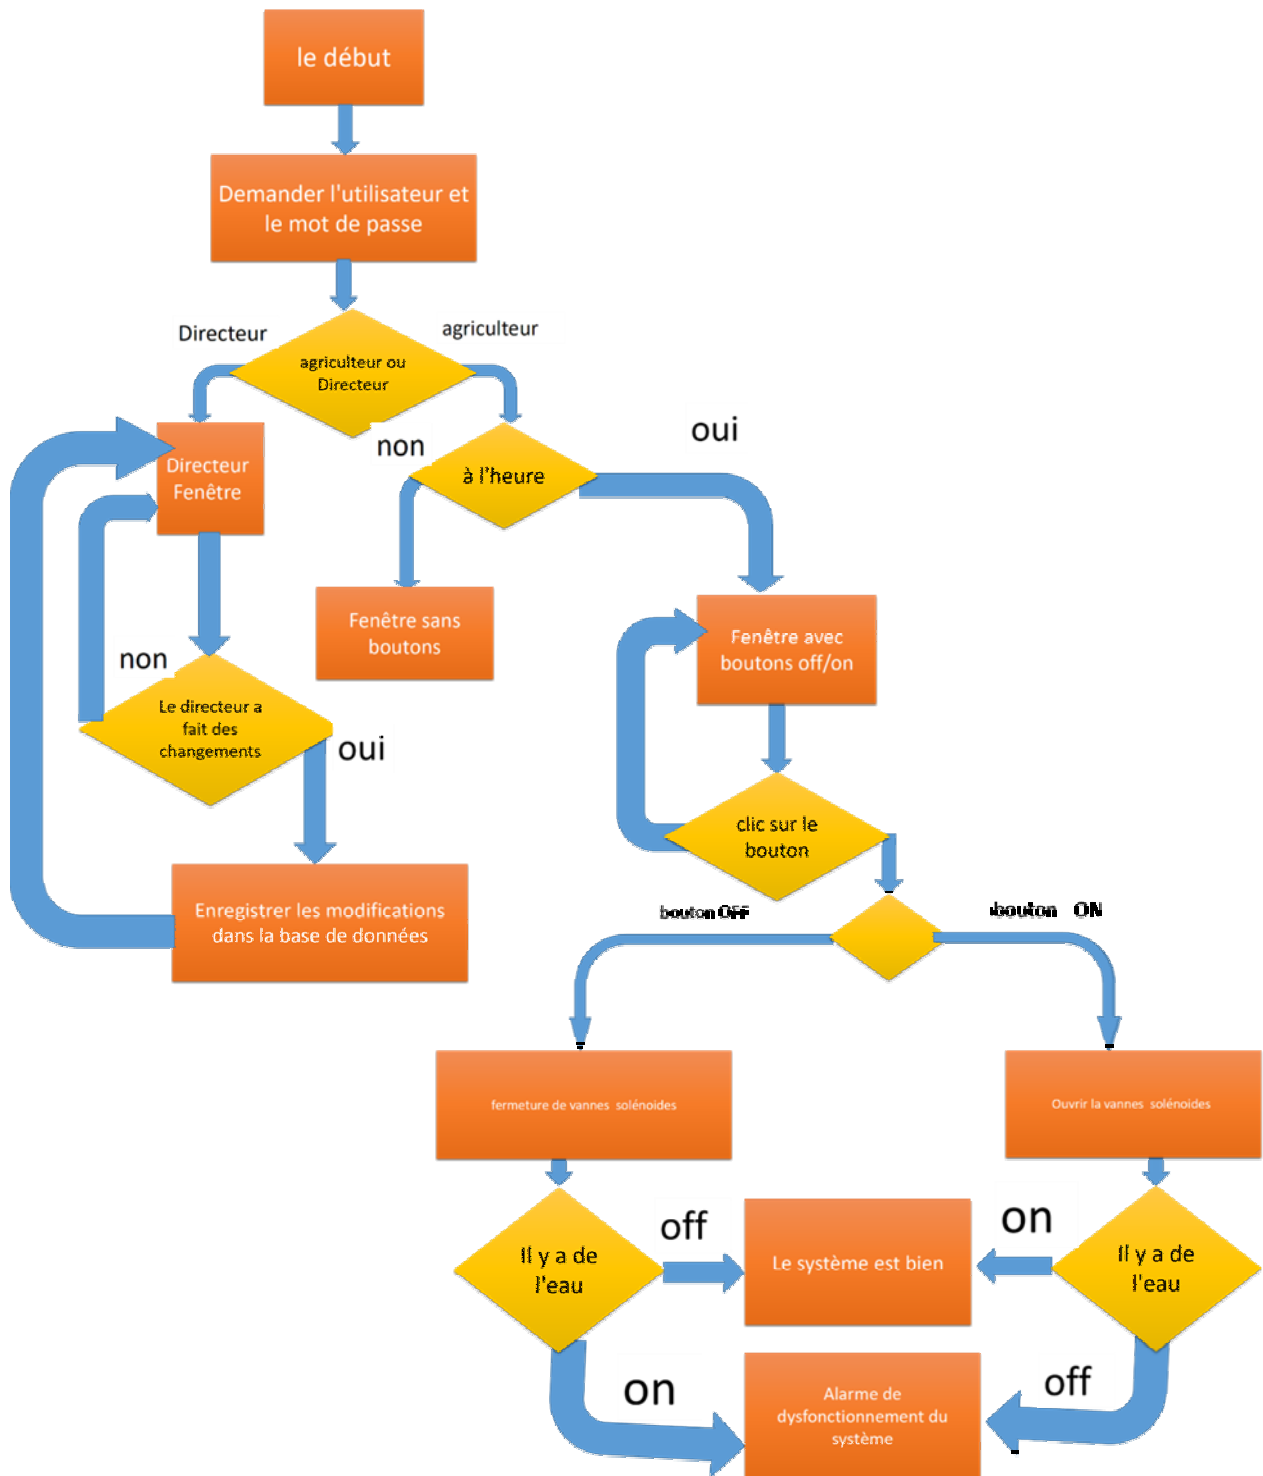 le début
Demander l'utilisateur et
le mot de passe
Directeur
agriculteur
agriculteur ou
Directeur
non
oui
à l'heure
Directeur
Fenêtre
Fenêtre sans
boutons
Fenêtre avec
boutons off/on
non
Le directeur a
fait des
changements
oui
clic sur le
bouton
Enregistrer les modifications
dans la base de données
bouton OFF
bouton ON
fermeture de vannes solénoides
Ouvrir la vannes solénoides
Il y a de
l'eau
off
Le système est bien
on
Il y a de
l'eau
on
Alarme de
dysfonctionnement du
système
off